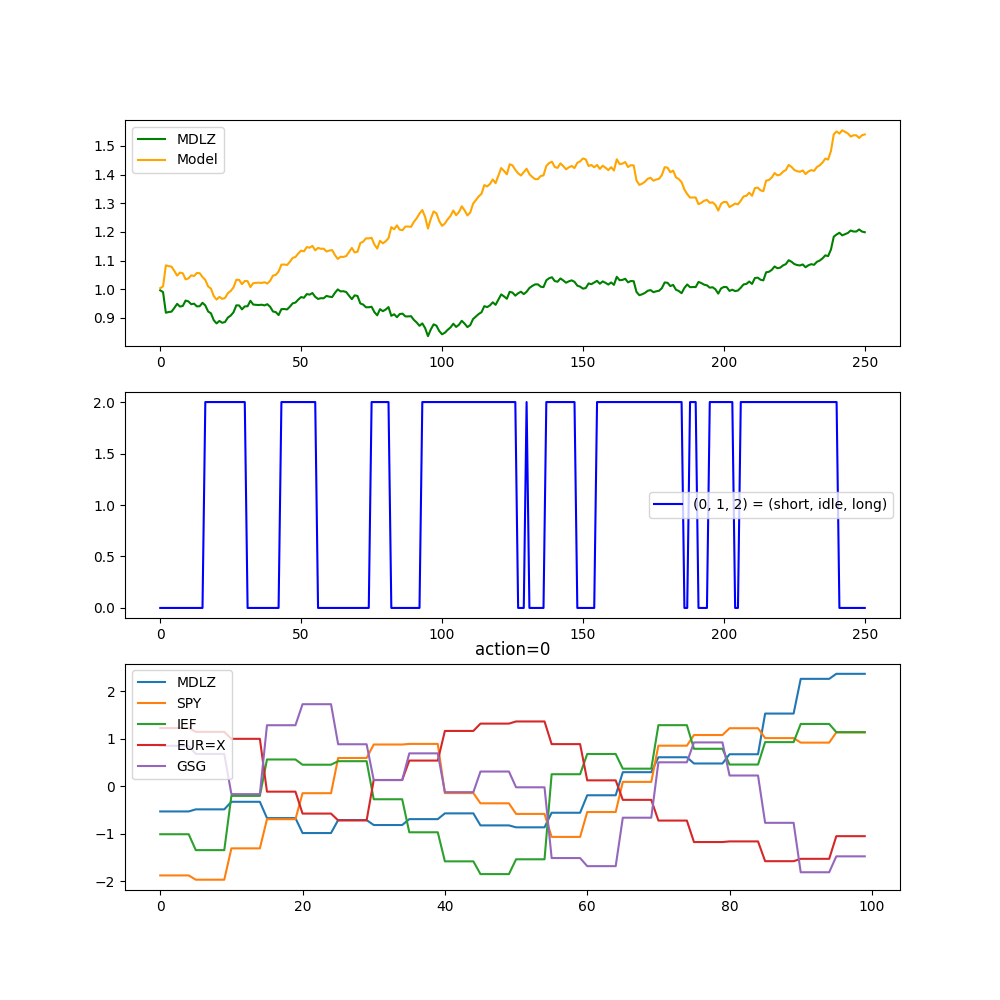 MDLZ
Model
1.5
1.4
1.3
1.2
1.1
1.0
0.9
0 50 100 150 200 250
2.0
1.5
1.0
0.5
0.0
(0, 1, 2) = (short, idle, long)
0 50 100 150 200 250
action=0
MDLZ
SPY
IEF
EUR=X
GSG
2
1
0
−1
−2
0 20 40 60 80 100